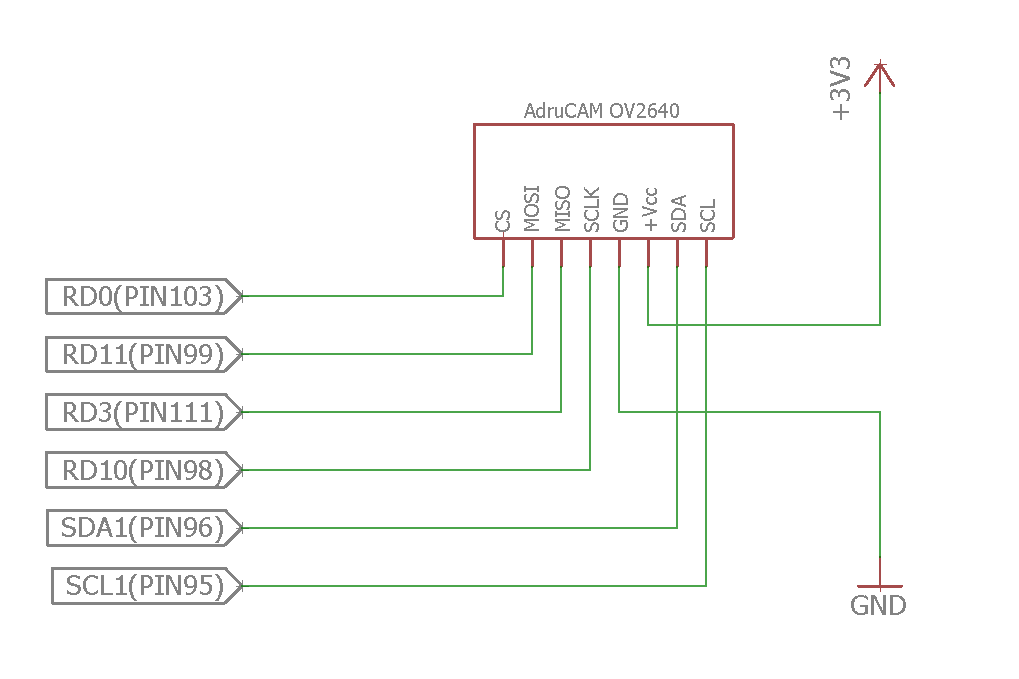 +3V3
AdruCAM OV2640
CS
MOSI
MISO
SCLK
GND
+Vcc
SDA
SCL
RD0(PIN103)
RD11(PIN99)
RD3(PIN111)
RD10(PIN98)
SDA1(PIN96)
SCL1(PIN95)
GND